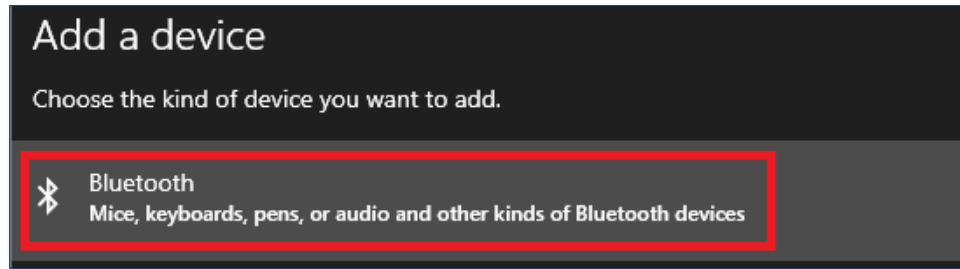 Add a device
Choose the kind of device you want to add.
Bluetooth
Mice, keyboards, pens, or audio and other kinds of Bluetooth devices